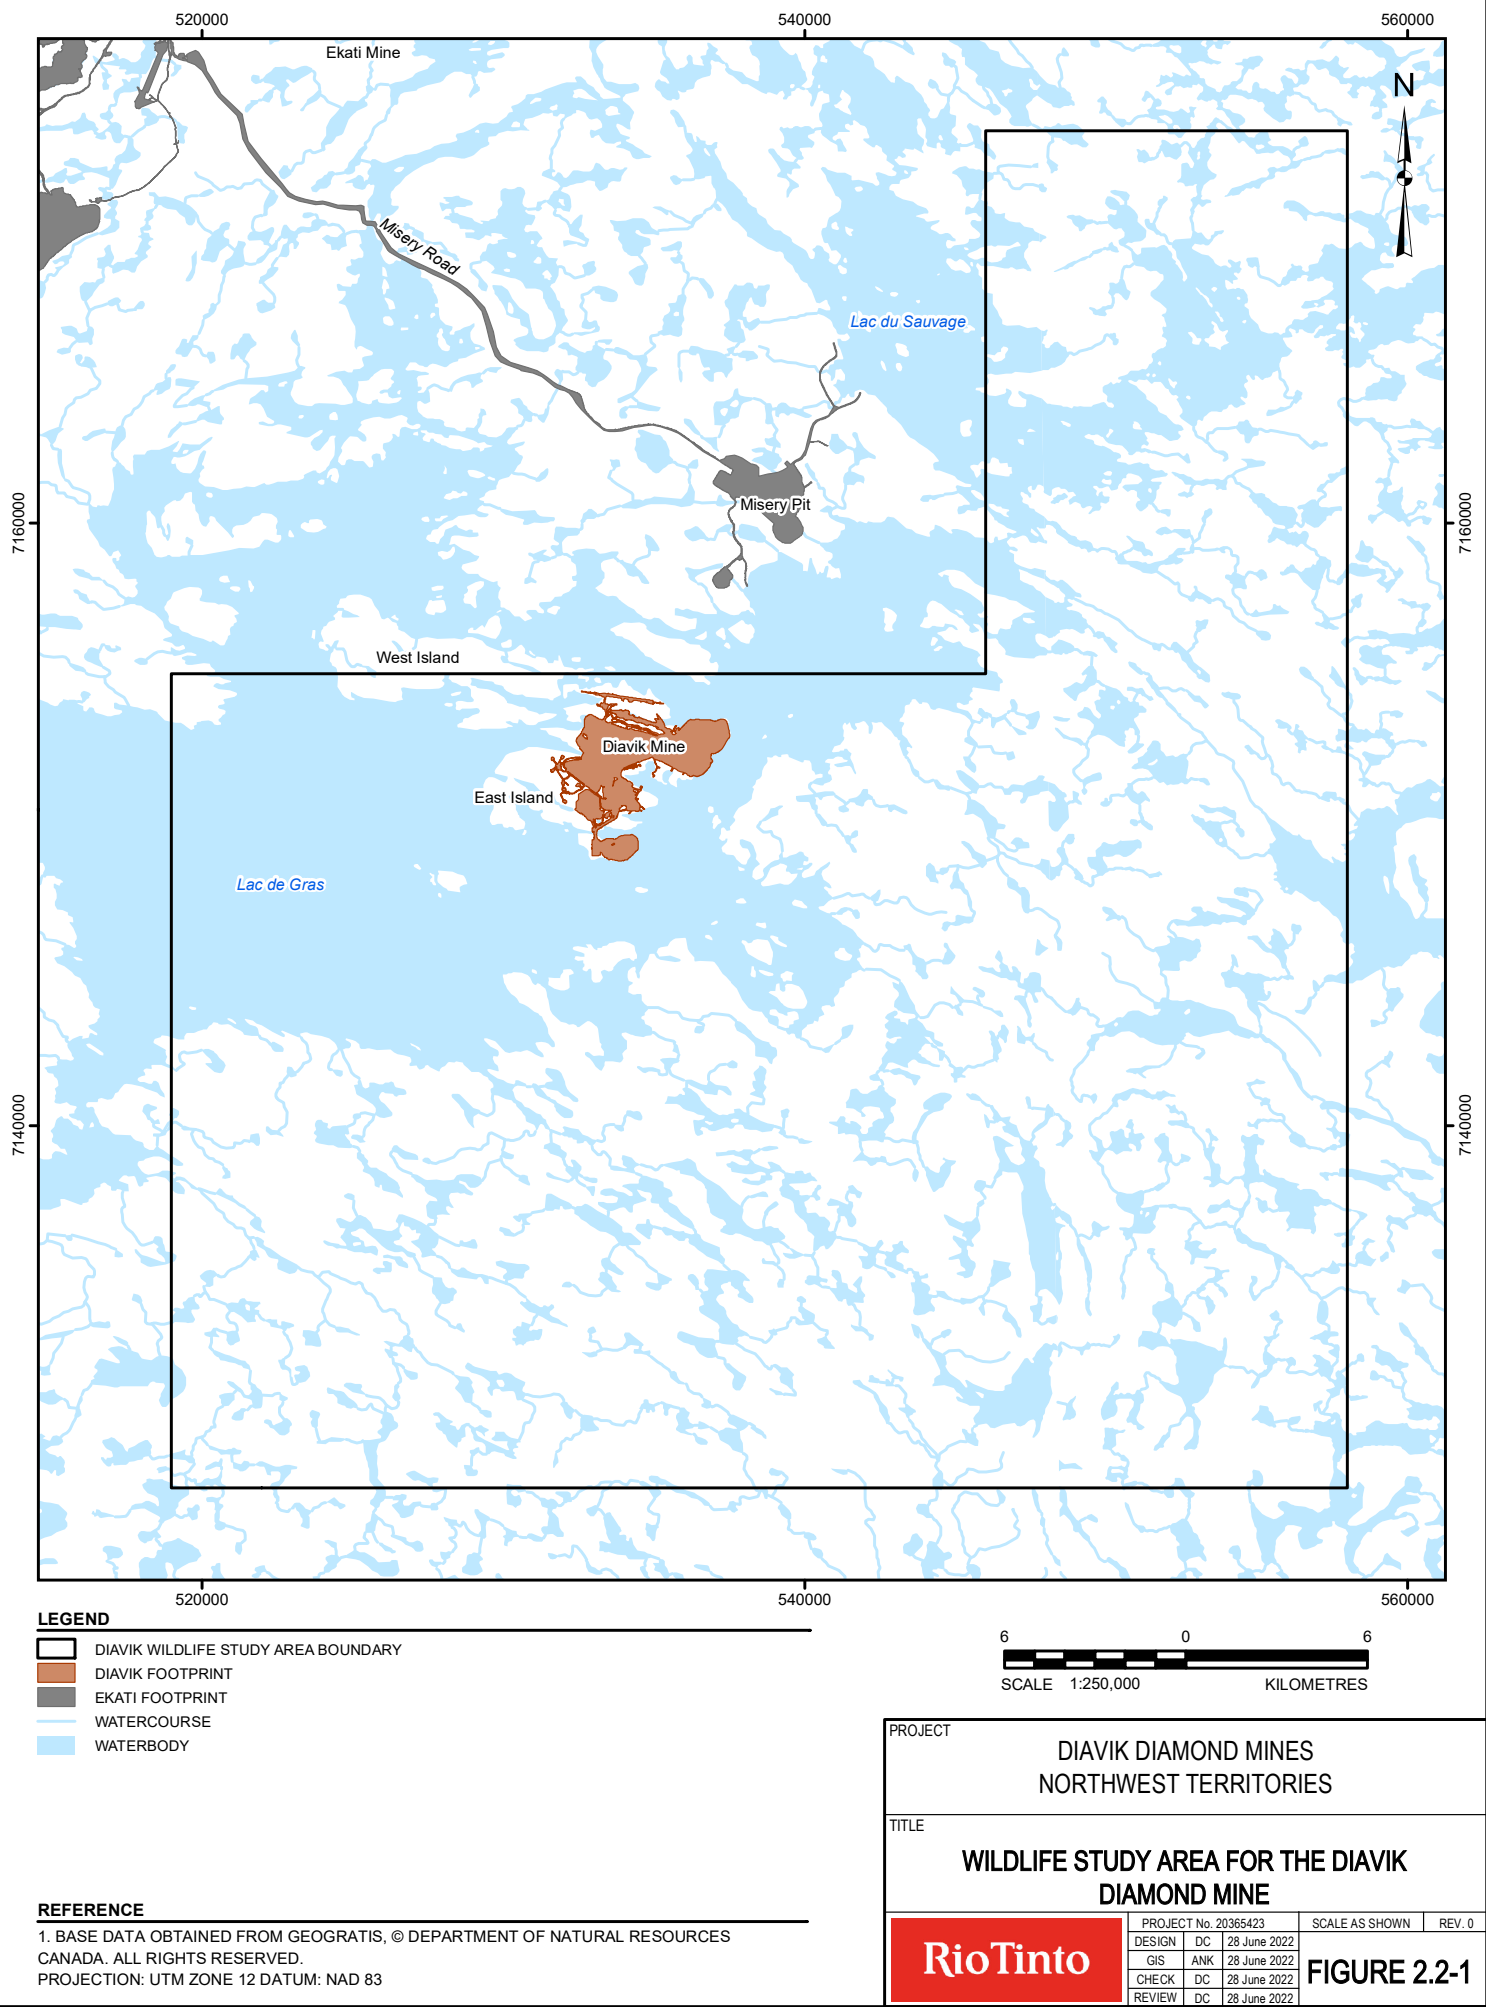 520000
540000
560000
Ekati Mine
N
Misery Road
Lac du Sauvage
Misery Pit
7160000
7160000
West Island
Diavik Mine
East Island
Lac de Gras
7140000
7140000
520000
540000
560000
LEGEND
DIAVIK WILDLIFE STUDY AREA BOUNDARY
DIAVIK FOOTPRINT
EKATI FOOTPRINT
WATERCOURSE
WATERBODY
6 0 6
SCALE 1:250,000 KILOMETRES
REFERENCE
1. BASE DATA OBTAINED FROM GEOGRATIS, © DEPARTMENT OF NATURAL RESOURCES
CANADA. ALL RIGHTS RESERVED.
PROJECTION: UTM ZONE 12 DATUM: NAD 83
PROJECT
DIAVIK DIAMOND MINES
NORTHWEST TERRITORIES
TITLE
WILDLIFE STUDY AREA FOR THE DIAVIK
DIAMOND MINE
RioTinto
PROJECT No. 20365423 SCALE AS SHOWN REV. 0
DESIGN DC 28 June 2022
GIS ANK 28 June 2022
CHECK DC 28 June 2022
REVIEW DC 28 June 2022
FIGURE 2.2-1